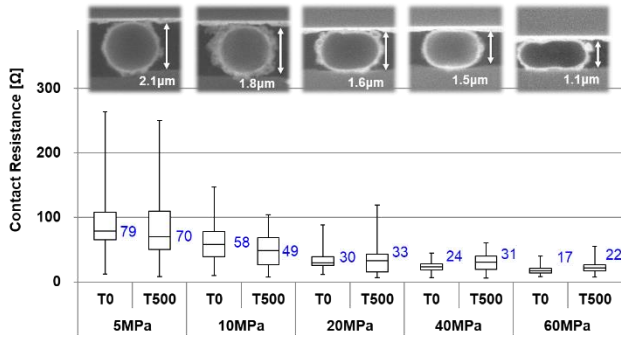 2.1µm 1.8µm 1.6µm 1.5µm 1.1µm
Contact Resistance [Ω]
300
200
100
0
79 70 58 49 30 33 24 31 17 22
T0 T500 T0 T500 T0 T500 T0 T500 T0 T500
5MPa 10MPa 20MPa 40MPa 60MPa